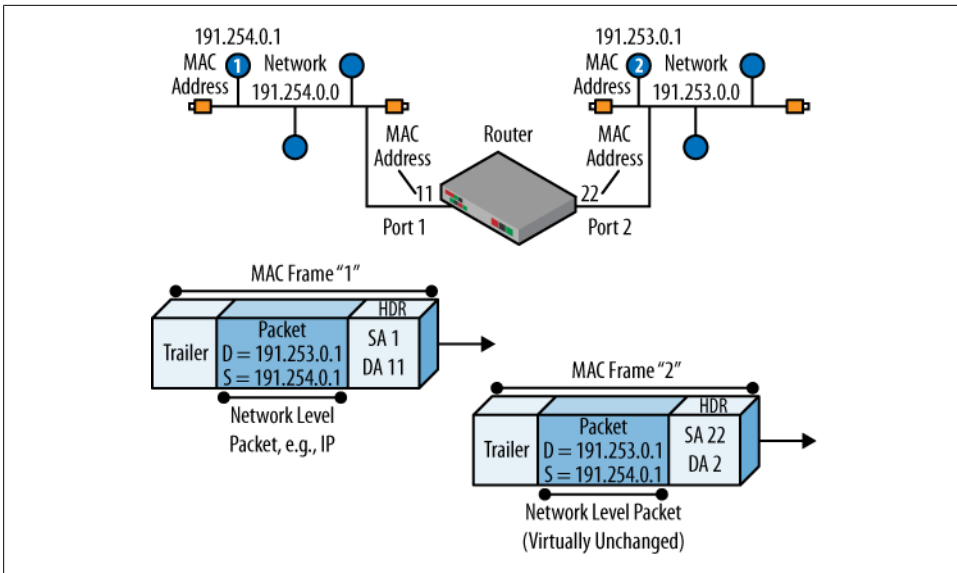 191.254.0.1
MAC
Address
1
Network
191.254.0.0
191.253.0.1
MAC
Address
2
Network
191.253.0.0
MAC
Address
11
Port 1
Router
MAC
Address
22
Port 2
MAC Frame “1”
Trailer
Packet
D = 191.253.0.1
S = 191.254.0.1
HDR
SA 1
DA 11
Network Level
Packet, e.g., IP
MAC Frame “2”
Trailer
Packet
D = 191.253.0.1
S = 191.254.0.1
HDR
SA 22
DA 2
Network Level Packet
(Virtually Unchanged)